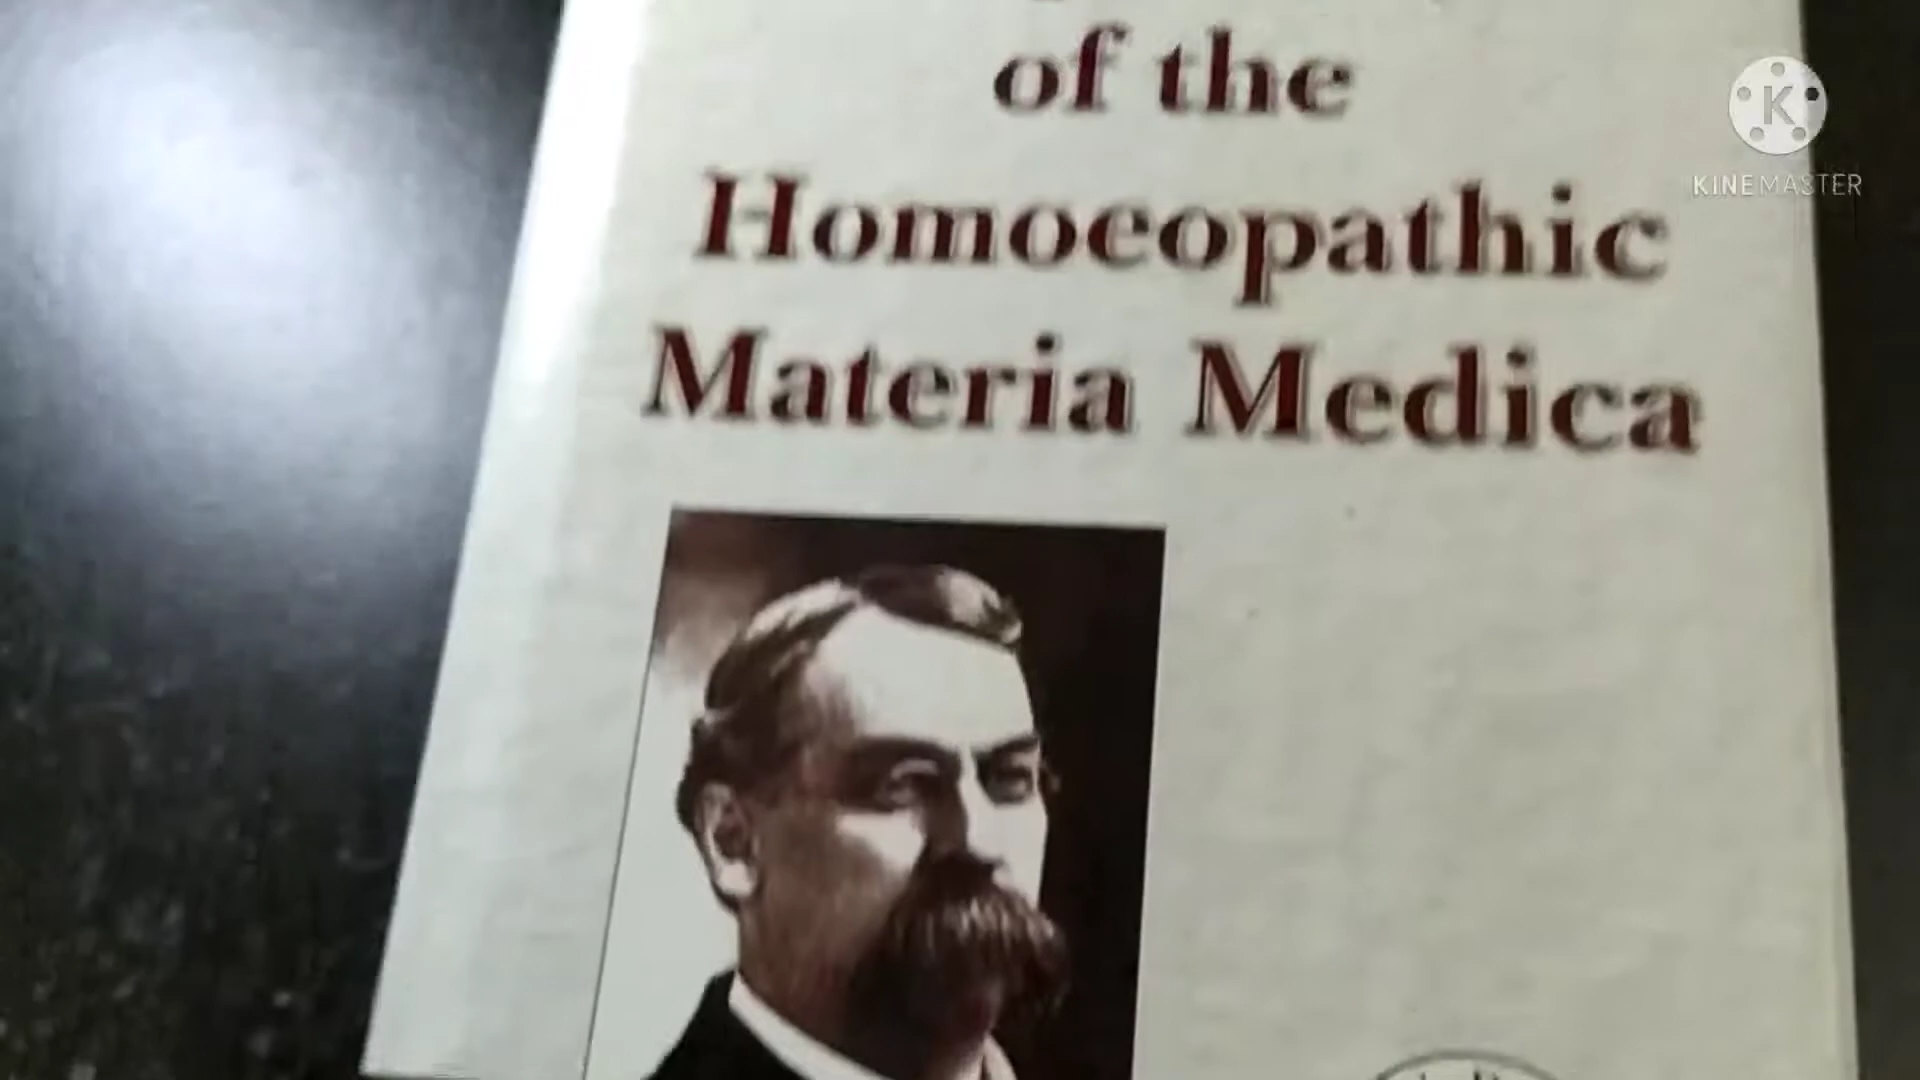 of the
Homoeopathic
Materia Medica
K
KINEMASTER